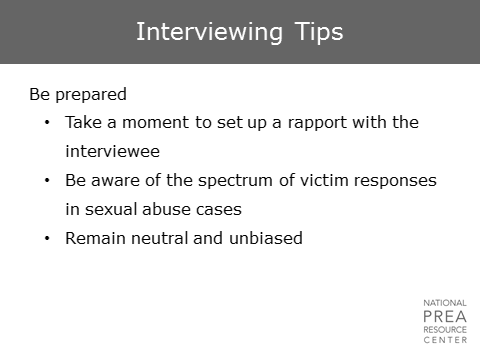 Interviewing Tips
Be prepared
• Take a moment to set up a rapport with the
interviewee
• Be aware of the spectrum of victim responses
in sexual abuse cases
• Remain neutral and unbiased
NATIONAL
PREA
RESOURCE
CENTER